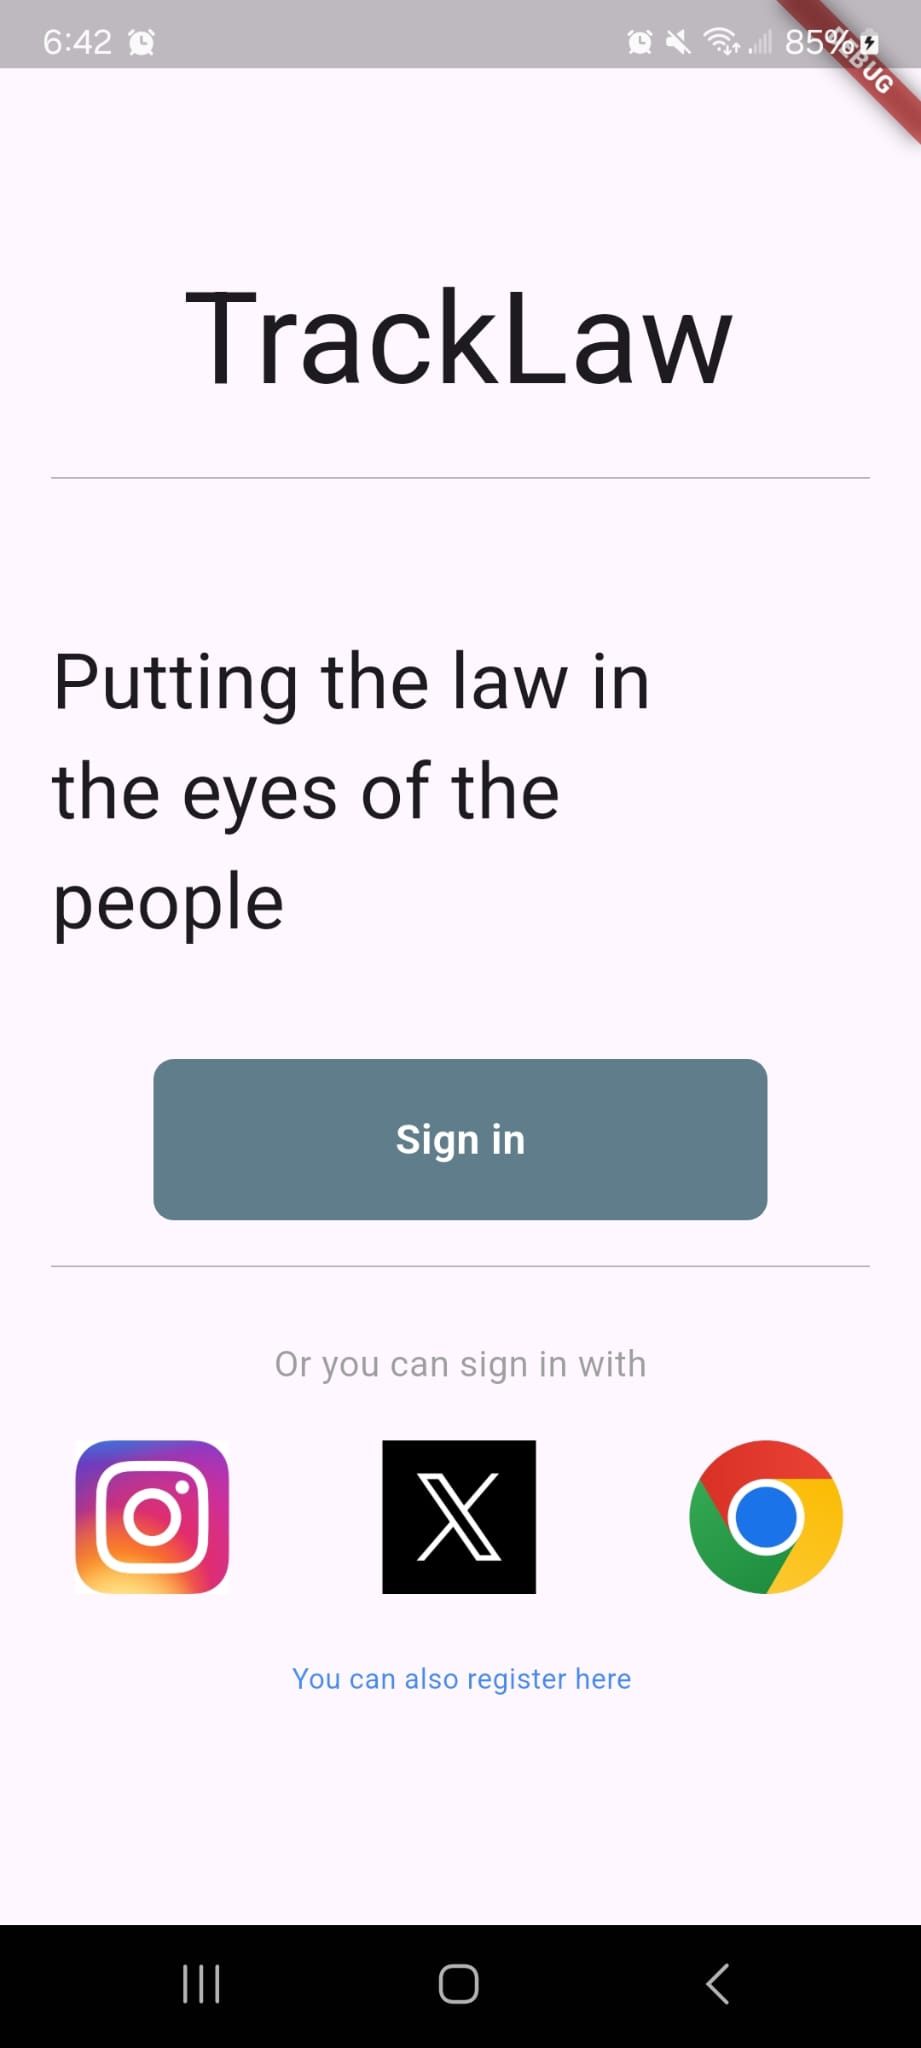 6:42
85%
DEBUG
TrackLaw
Putting the law in
the eyes of the
people
Sign in
Or you can sign in with
You can also register here